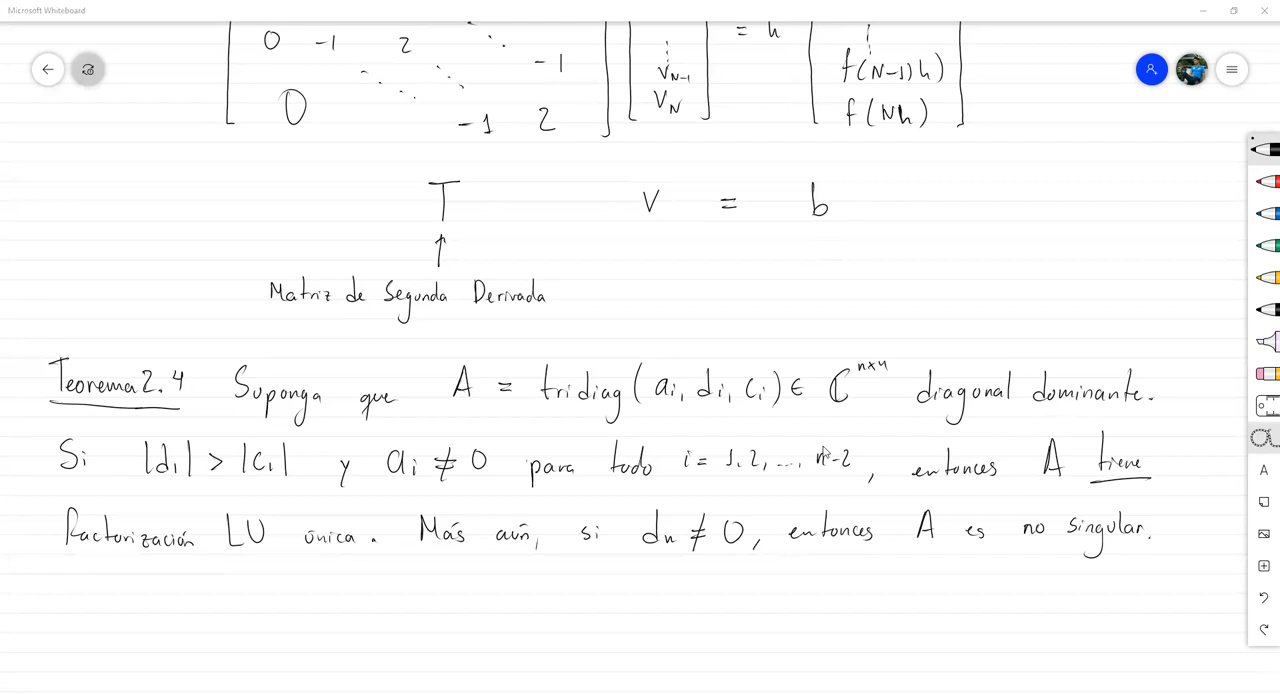 Microsoft Whiteboard
0 -1 2 ⋱ -1 ⋮ = h ⋮
⋱ ⋱ V_{N-1} f(N-1)h)
0 -1 2 V_N f(Nh)
T v = b
↑
Matriz de Segunda Derivada
Teorema 2.4 Suponga que A = tridiag(a_i, d_i, c_i) ∈ ℂ^{n×n} diagonal dominante.
Si |d_1| > |c_1| y a_i ≠ 0 para todo i = 1, 2, ..., n-2, entonces A tiene
Factorización LU única. Más aún, si d_n ≠ 0, entonces A es no singular.
A